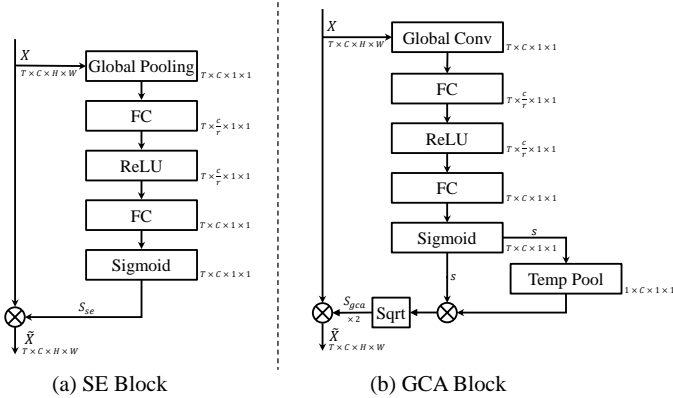 X
T × C × H × W
Global Pooling
T × C × 1 × 1
FC
T × c/r × 1 × 1
ReLU
T × c/r × 1 × 1
FC
T × C × 1 × 1
Sigmoid
T × C × 1 × 1
S_se
X̃
T × C × H × W
(a) SE Block
X
T × C × H × W
Global Conv
T × C × 1 × 1
FC
T × c/r × 1 × 1
ReLU
T × c/r × 1 × 1
FC
T × C × 1 × 1
Sigmoid
s
T × C × 1 × 1
s
Temp Pool
1 × C × 1 × 1
S_gca
× 2
Sqrt
X̃
T × C × H × W
(b) GCA Block